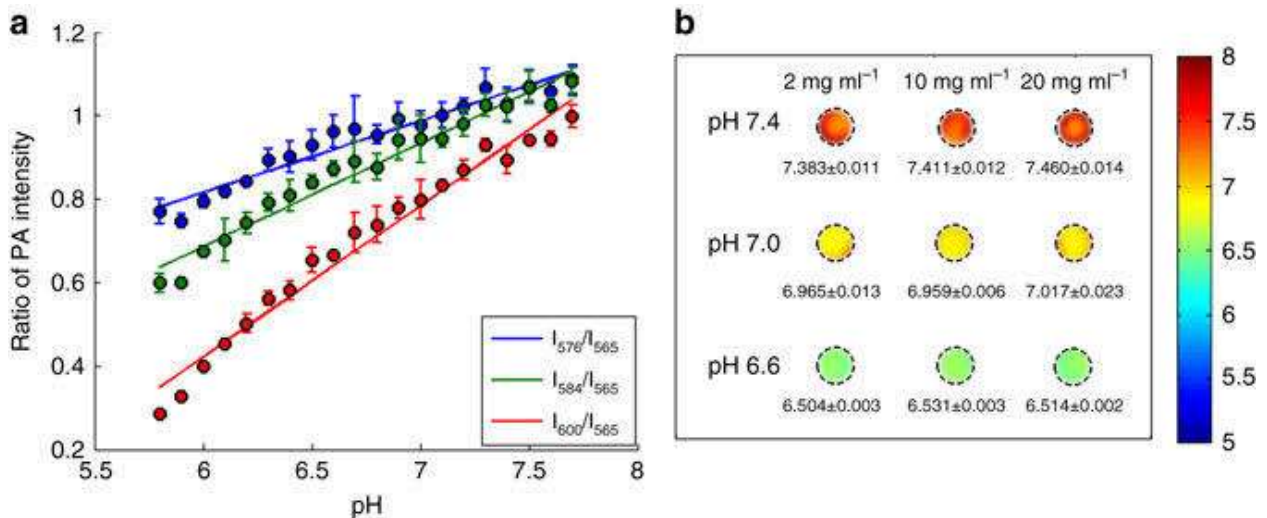 a
1.2
1
0.8
0.6
0.4
0.2
Ratio of PA intensity
5.5 6 6.5 7 7.5 8
pH
I576/I565
I584/I565
I600/I565
b
2 mg ml⁻¹ 10 mg ml⁻¹ 20 mg ml⁻¹
pH 7.4
7.383±0.011 7.411±0.012 7.460±0.014
pH 7.0
6.965±0.013 6.959±0.006 7.017±0.023
pH 6.6
6.504±0.003 6.531±0.003 6.514±0.002
8
7.5
7
6.5
6
5.5
5